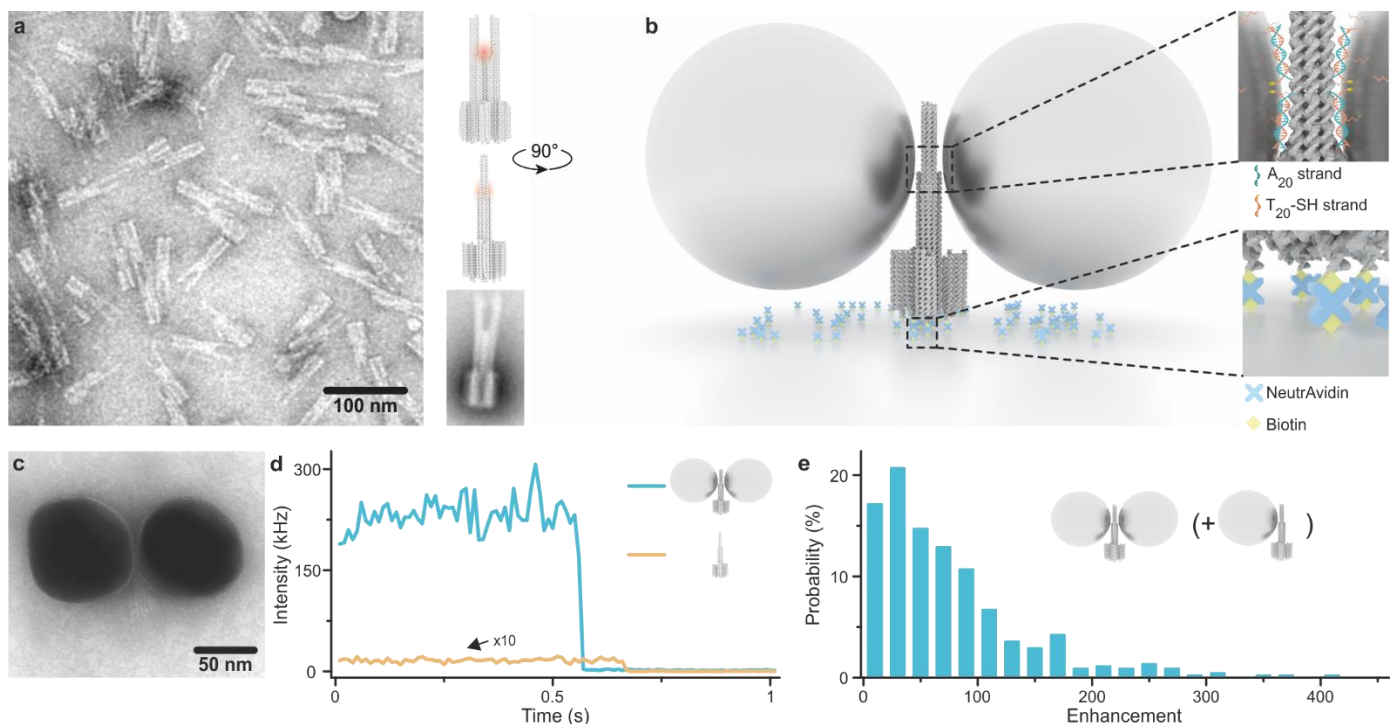 a
100 nm
90°
b
A20 strand
T20-SH strand
NeutrAvidin
Biotin
c
50 nm
d
300
150
0
Intensity (kHz)
0
0.5
1
Time (s)
x10
e
20
10
0
Probability (%)
0
100
200
300
400
Enhancement
(+ )